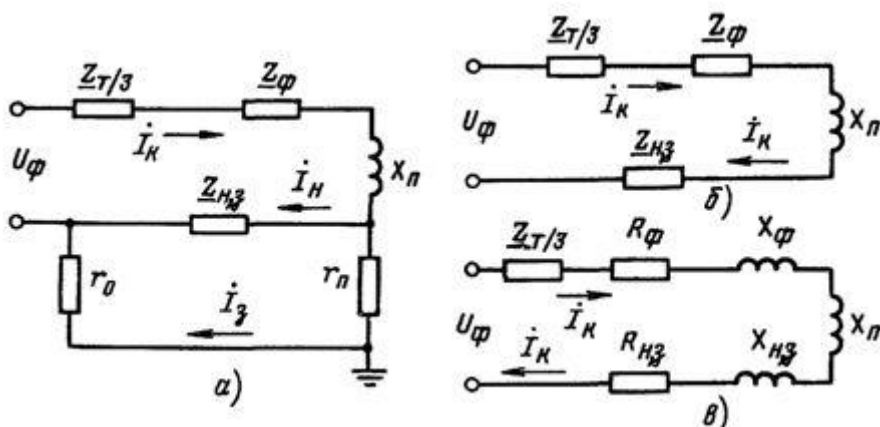 Z_T/3 Z_ф
İ_к
U_ф
Z_нз İ_н
x_п
r_0 r_п
İ_з
а)
Z_T/3 Z_ф
İ_к
U_ф İ_к x_п
Z_нз
б)
Z_T/3 R_ф X_ф
İ_к
U_ф x_п
İ_к R_нз X_нз
в)